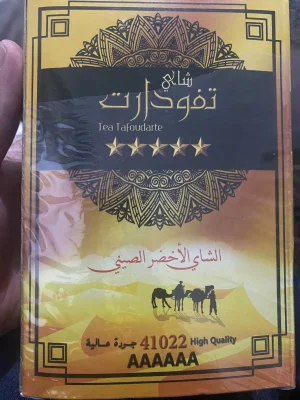 شاي
تفودارت
Tea Tafoudarte
الشاي الأخضر الصيني
جودة عالية 41022 High Quality
AAAAAA